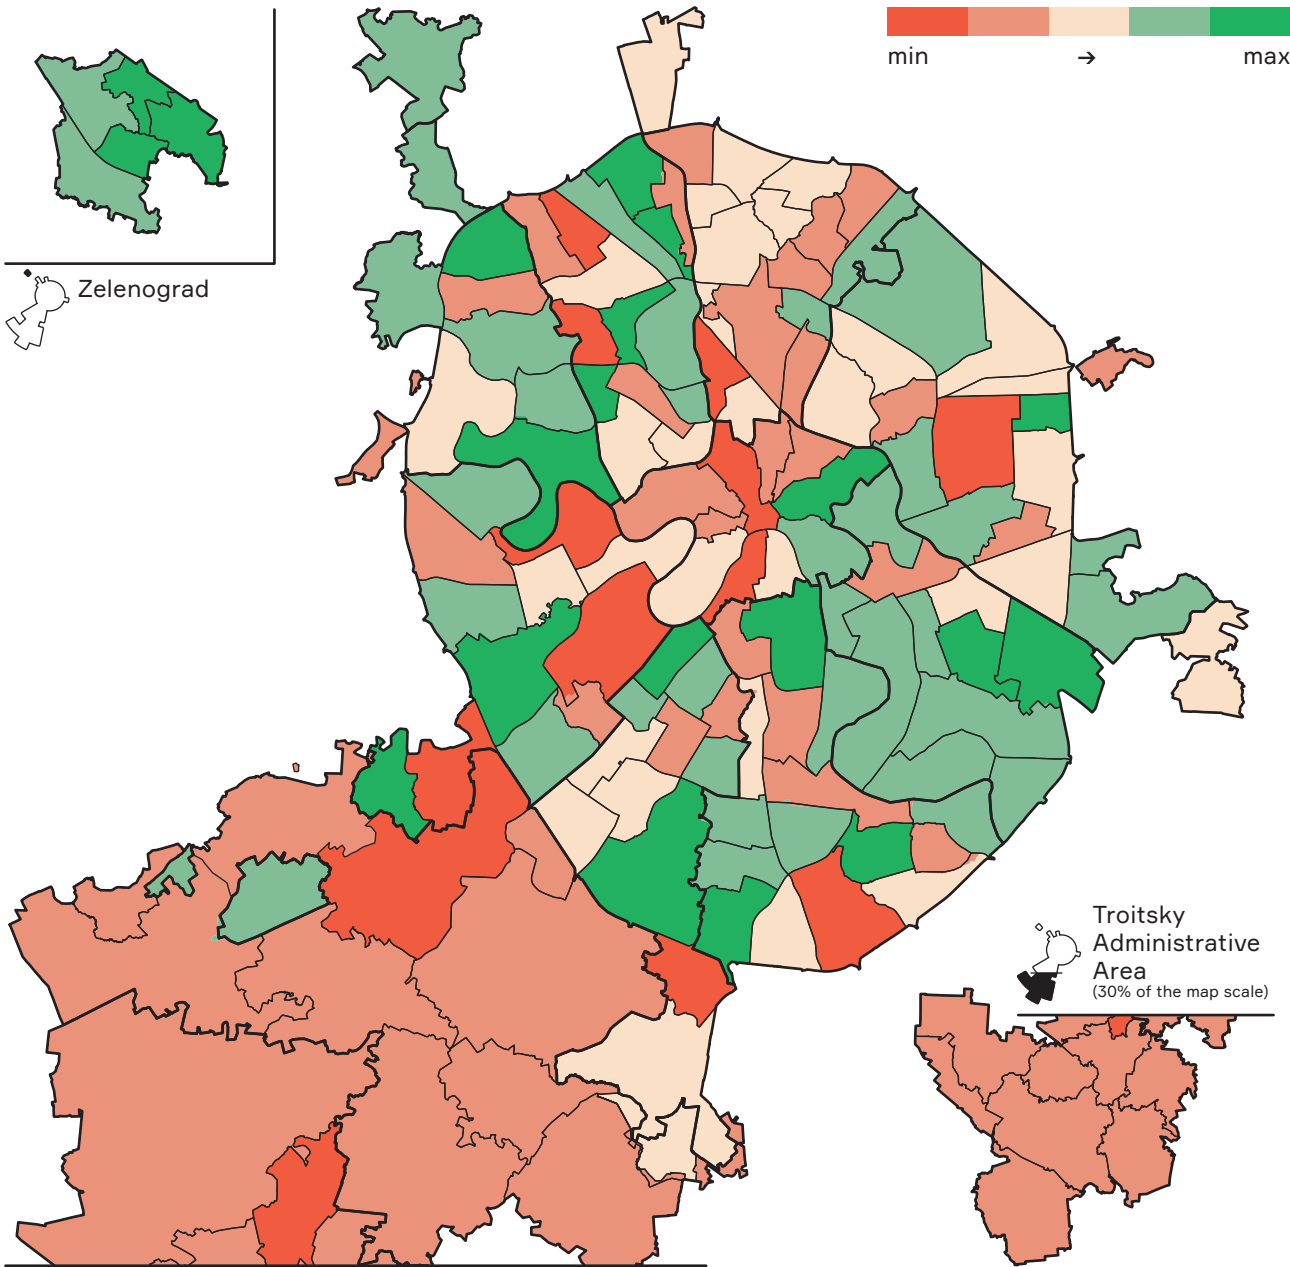 min → max
Zelenograd
Troitsky
Administrative
Area
(30% of the map scale)